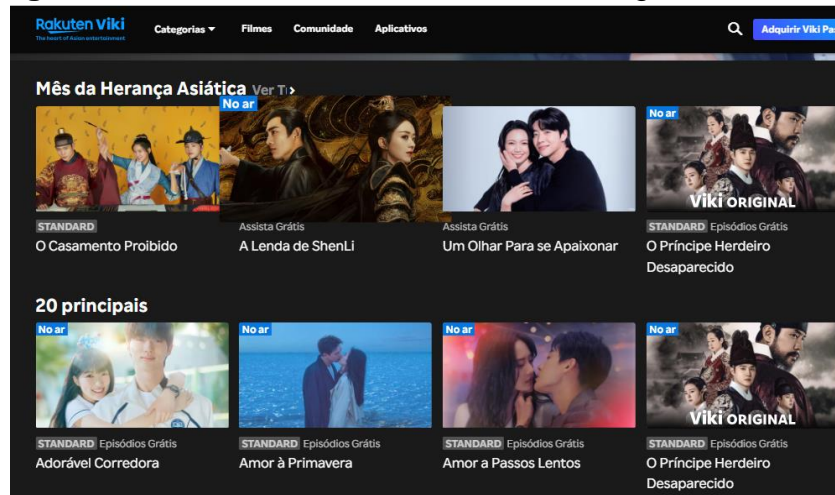 Rakuten Viki
The heart of Asian entertainment
Categorias
Filmes
Comunidade
Aplicativos
Adquirir Viki
Mês da Herança Asiática Ver
No ar
No ar
Viki ORIGINAL
STANDARD
Assista Grátis
Assista Grátis
STANDARD Episódios Grátis
O Casamento Proibido
A Lenda de ShenLi
Um Olhar Para se Apaixonar
O Príncipe Herdeiro
Desaparecido
20 principais
No ar
No ar
No ar
No ar
Viki ORIGINAL
STANDARD Episódios Grátis
STANDARD Episódios Grátis
STANDARD Episódios Grátis
STANDARD Episódios Grátis
Adorável Corredora
Amor à Primavera
Amor a Passos Lentos
O Príncipe Herdeiro
Desaparecido